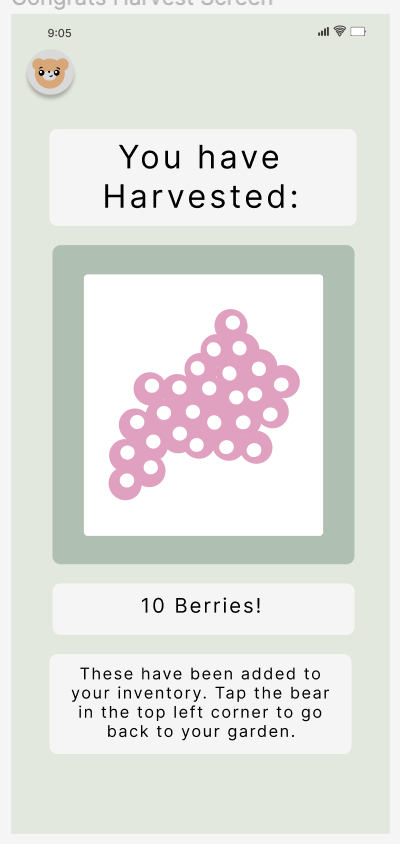 Congrats Harvest Screen
9:05
You have
Harvested:
10 Berries!
These have been added to
your inventory. Tap the bear
in the top left corner to go
back to your garden.